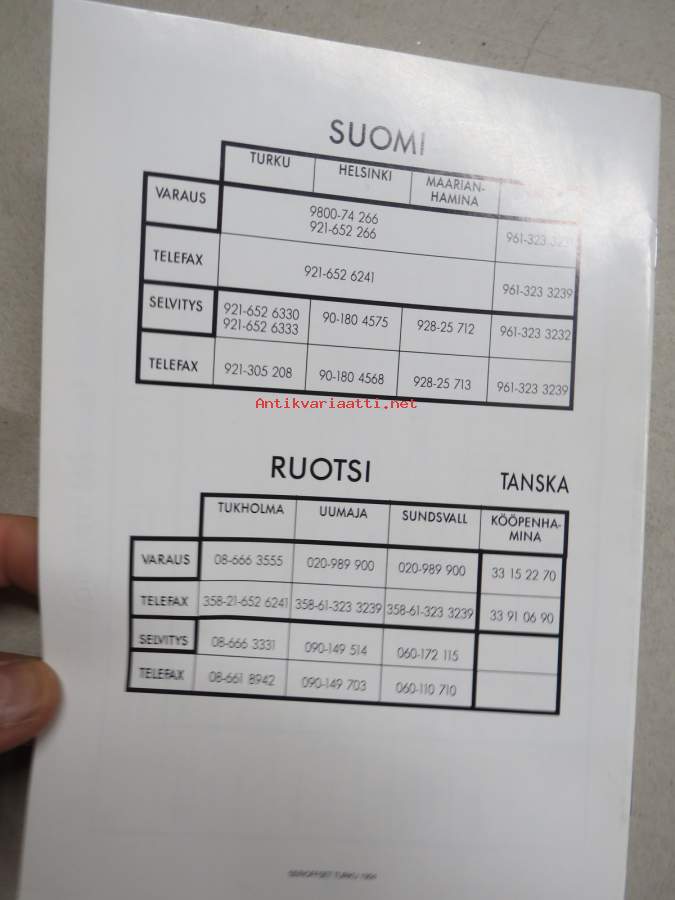 SUOMI
TURKU HELSINKI MAARIAN-
HAMINA
VARAUS 9800-74 266
921-652 266 961-323
TELEFAX 921-652 6241 961-323 3239
SELVITYS 921-652 6330 90-180 4575 928-25 712 961-323 3232
921-652 6333
TELEFAX 921-305 208 90-180 4568 928-25 713 961-323 3239
Antikvariaatti.net
RUOTSI TANSKA
TUKHOLMA UUMAJA SUNDSVALL KÖÖPENHA-
MINA
VARAUS 08-666 3555 020-989 900 020-989 900 33 15 22 70
TELEFAX 358-21-652 6241 358-61-323 3239 358-61-323 3239 33 91 06 90
SELVITYS 08-666 3331 090-149 514 060-172 115
TELEFAX 08-661 8942 090-149 703 060-110 710
TURKU